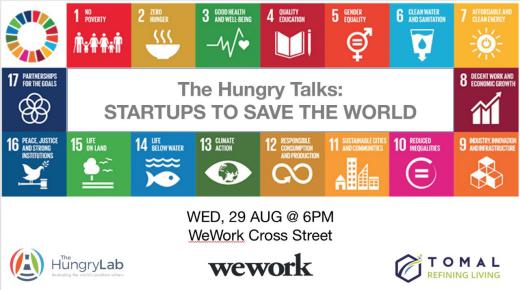 1 NO
POVERTY
2 ZERO
HUNGER
3 GOOD HEALTH
AND WELL-BEING
4 QUALITY
EDUCATION
5 GENDER
EQUALITY
6 CLEAN WATER
AND SANITATION
7 AFFORDABLE AND
CLEAN ENERGY
17 PARTNERSHIPS
FOR THE GOALS
The Hungry Talks:
STARTUPS TO SAVE THE WORLD
8 DECENT WORK AND
ECONOMIC GROWTH
16 PEACE, JUSTICE
AND STRONG
INSTITUTIONS
15 LIFE
ON LAND
14 LIFE
BELOW WATER
13 CLIMATE
ACTION
12 RESPONSIBLE
CONSUMPTION
AND PRODUCTION
11 SUSTAINABLE CITIES
AND COMMUNITIES
10 REDUCED
INEQUALITIES
9 INDUSTRY, INNOVATION
AND INFRASTRUCTURE
WED, 29 AUG @ 6PM
WeWork Cross Street
The
HungryLab
wework
TOMAL
REFINING LIVING